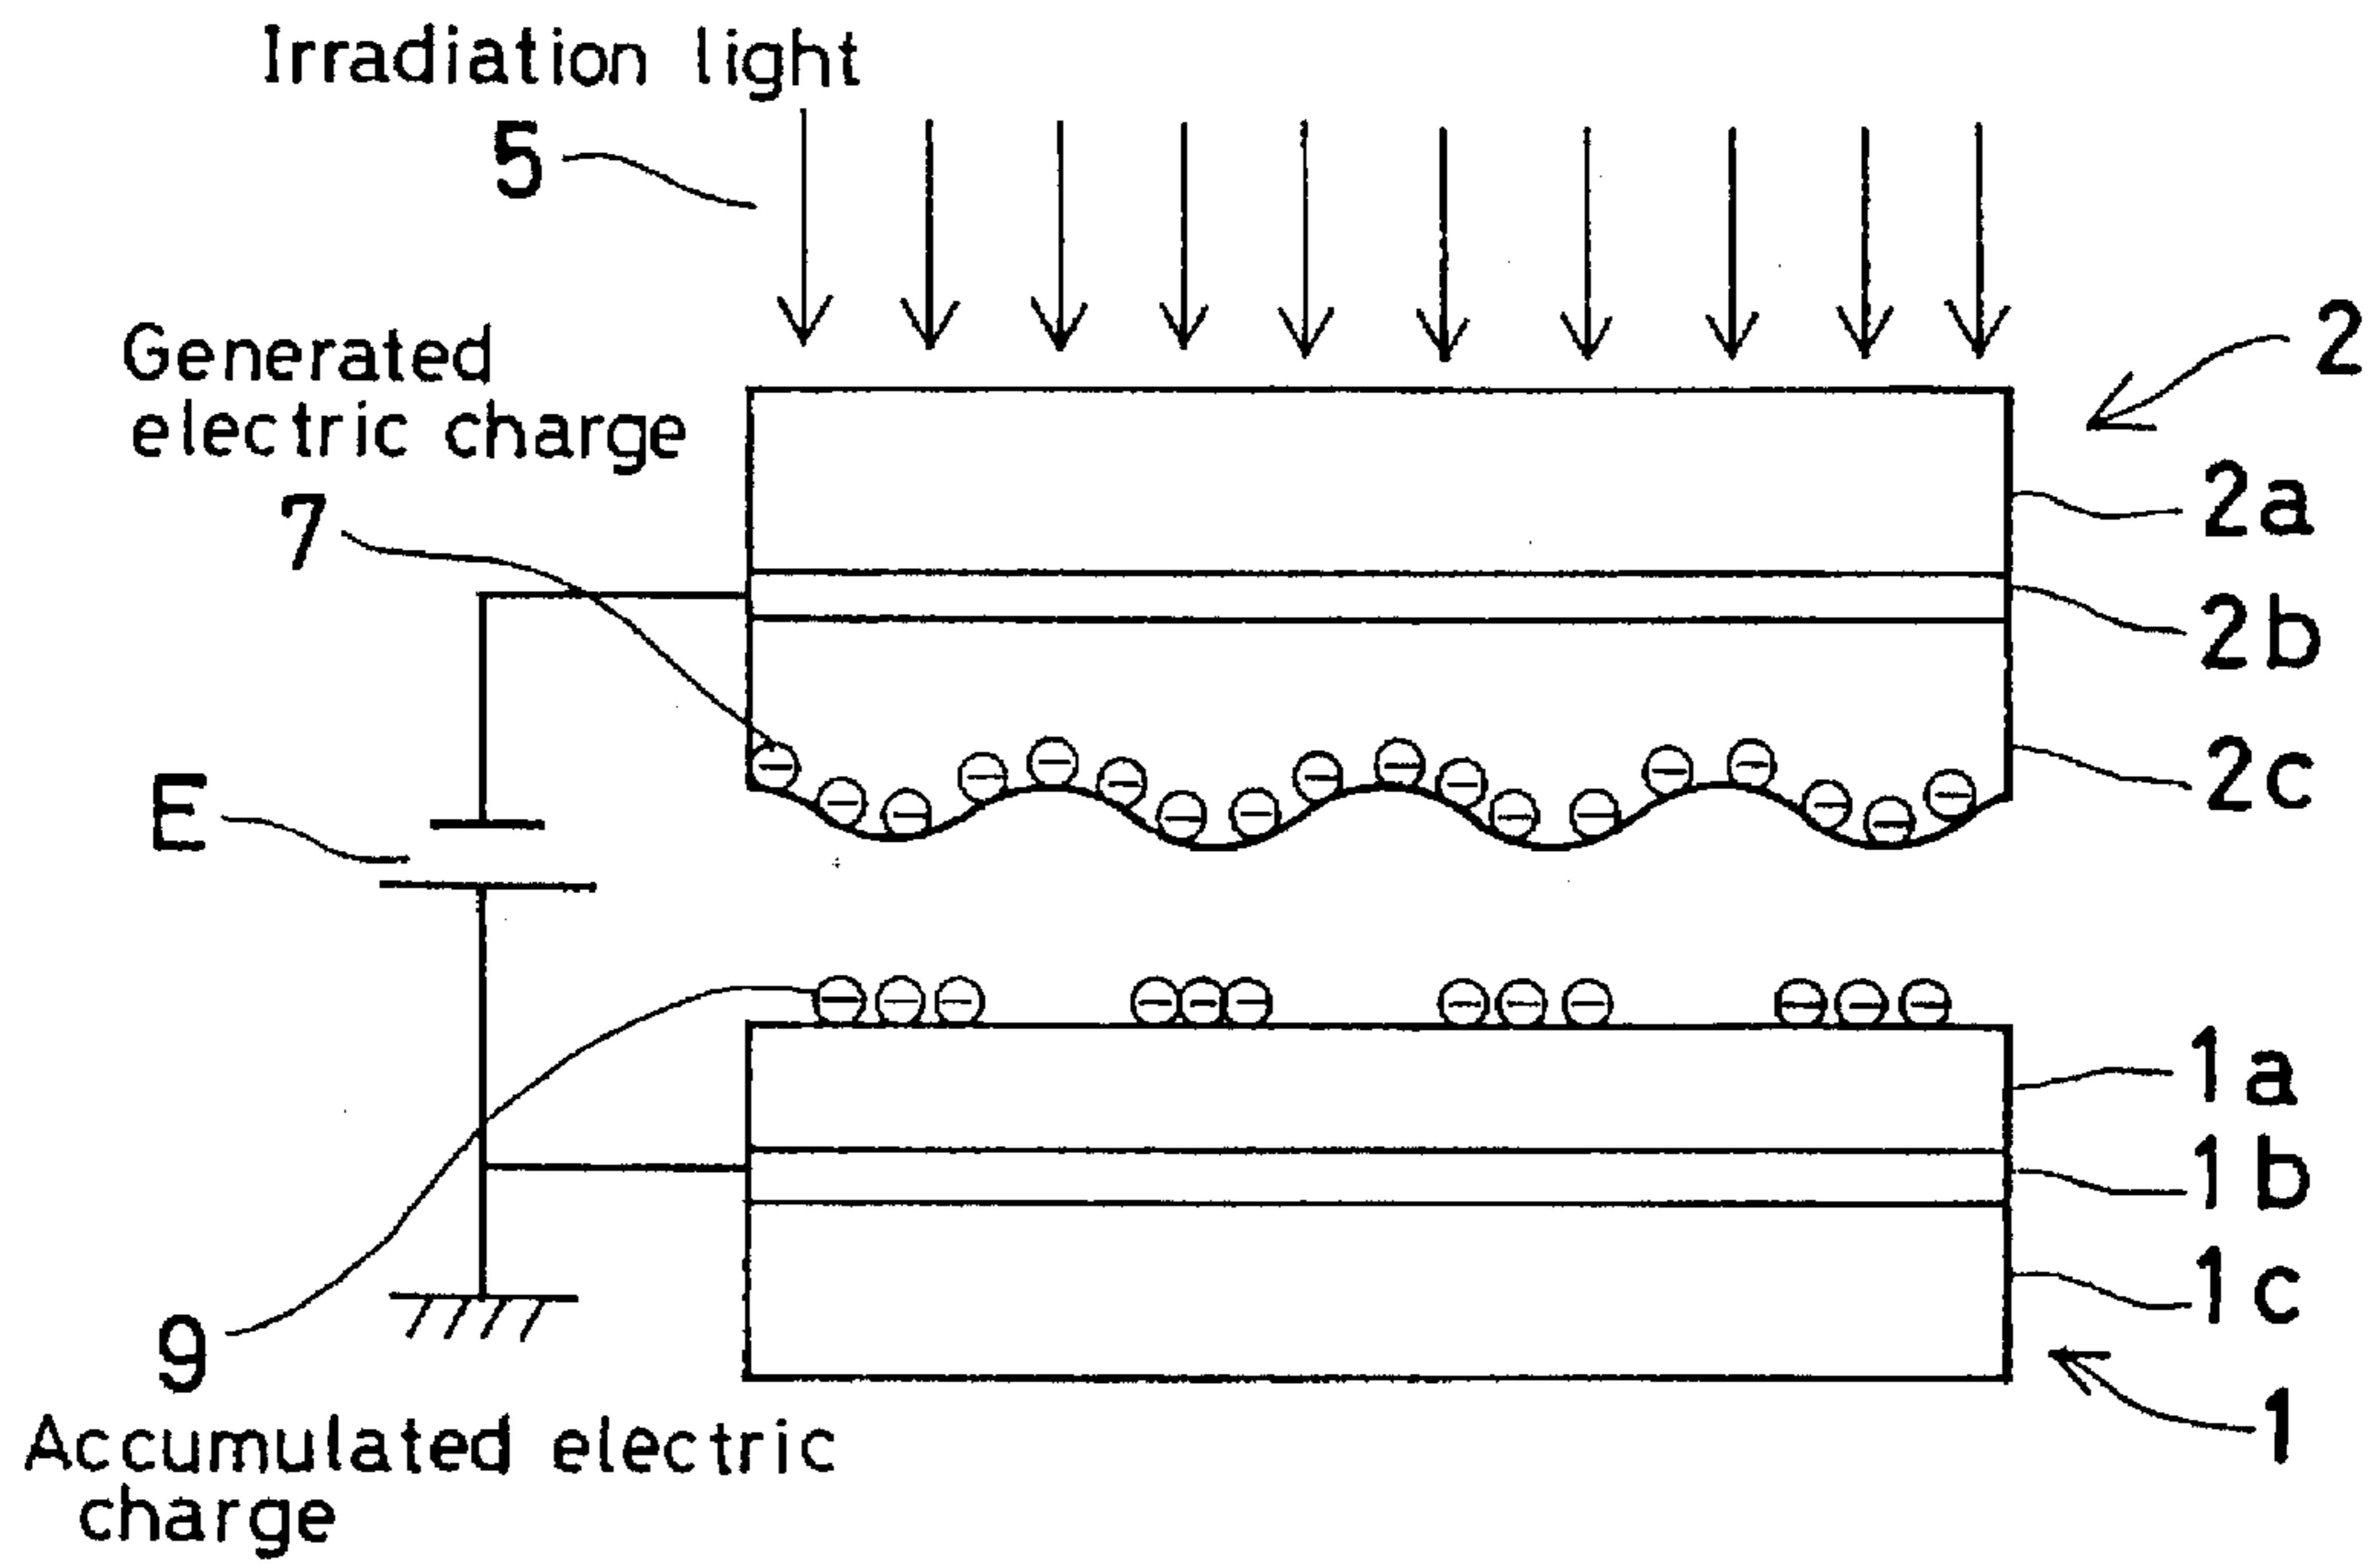 Irradiation light
5
Generated
electric charge
7
2
2a
2b
2c
E
1a
1b
1c
1
9
Accumulated electric
charge